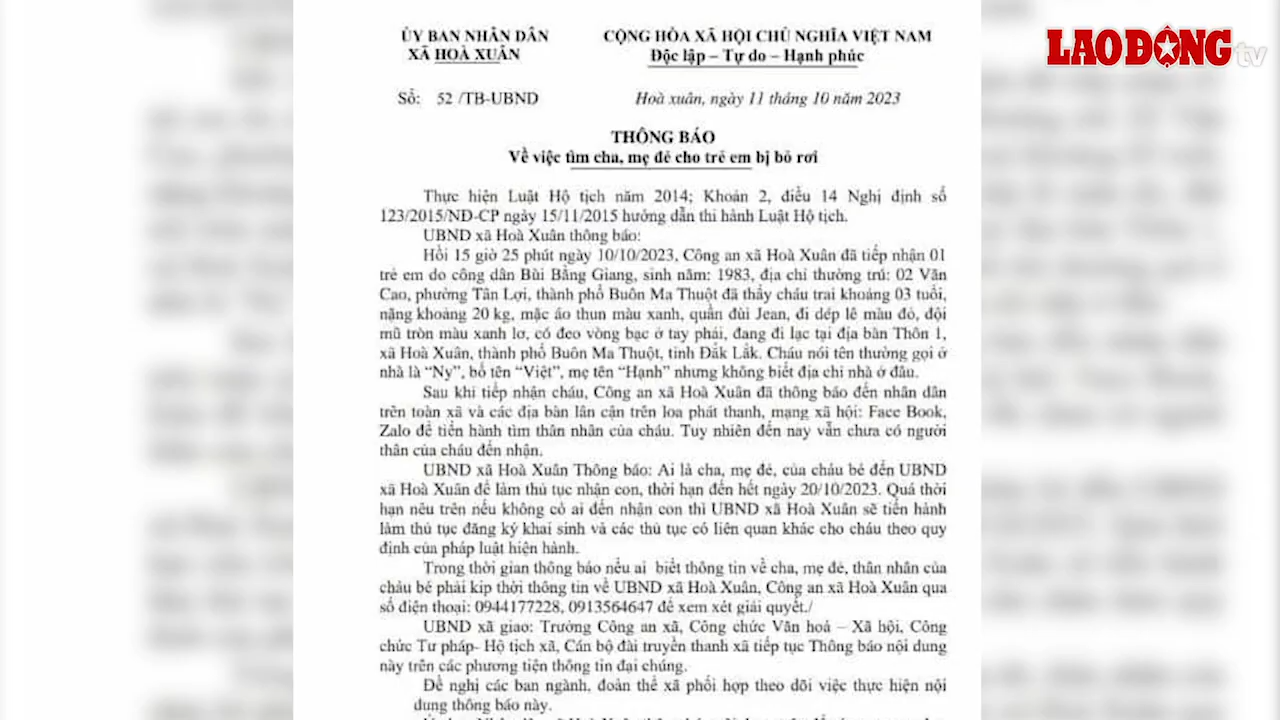 ỦY BAN NHÂN DÂN
XÃ HOÀ XUÂN
CỘNG HÒA XÃ HỘI CHỦ NGHĨA VIỆT NAM
Độc lập – Tự do – Hạnh phúc
LAO ĐỘNG tv
Số: 52 /TB-UBND
Hoà xuân, ngày 11 tháng 10 năm 2023
THÔNG BÁO
Về việc tìm cha, mẹ đẻ cho trẻ em bị bỏ rơi
Thực hiện Luật Hộ tịch năm 2014; Khoản 2, điều 14 Nghị định số
123/2015/NĐ-CP ngày 15/11/2015 hướng dẫn thi hành Luật Hộ tịch.
UBND xã Hoà Xuân thông báo:
Hồi 15 giờ 25 phút ngày 10/10/2023, Công an xã Hoà Xuân đã tiếp nhận 01
trẻ em do công dân Bùi Bằng Giang, sinh năm: 1983, địa chỉ thường trú: 02 Văn
Cao, phường Tân Lợi, thành phố Buôn Ma Thuột đã thấy cháu trai khoảng 03 tuổi,
nặng khoảng 20 kg, mặc áo thun màu xanh, quần đùi Jean, đi dép lê màu đỏ, đội
mũ tròn màu xanh lơ, có đeo vòng bạc ở tay phải, đang đi lạc tại địa bàn Thôn 1,
xã Hoà Xuân, thành phố Buôn Ma Thuột, tỉnh Đắk Lắk. Cháu nói tên thường gọi ở
nhà là “Ny”, bố tên “Việt”, mẹ tên “Hạnh” nhưng không biết địa chỉ nhà ở đâu.
Sau khi tiếp nhận cháu, Công an xã Hoà Xuân đã thông báo đến nhân dân
trên toàn xã và các địa bàn lân cận trên loa phát thanh, mạng xã hội: Face Book,
Zalo để tiến hành tìm thân nhân của cháu. Tuy nhiên đến nay vẫn chưa có người
thân của cháu đến nhận.
UBND xã Hoà Xuân Thông báo: Ai là cha, mẹ đẻ, của cháu bé đến UBND
xã Hoà Xuân để làm thủ tục nhận con, thời hạn đến hết ngày 20/10/2023. Quá thời
hạn nêu trên nếu không có ai đến nhận con thì UBND xã Hoà Xuân sẽ tiến hành
làm thủ tục đăng ký khai sinh và các thủ tục có liên quan khác cho cháu theo quy
định của pháp luật hiện hành.
Trong thời gian thông báo nếu ai biết thông tin về cha, mẹ đẻ, thân nhân của
cháu bé phải kịp thời thông tin về UBND xã Hoà Xuân, Công an xã Hoà Xuân qua
số điện thoại: 0944177228, 0913564647 để xem xét giải quyết./
UBND xã giao: Trưởng Công an xã, Công chức Văn hoá – Xã hội, Công
chức Tư pháp- Hộ tịch xã, Cán bộ đài truyền thanh xã tiếp tục Thông báo nội dung
này trên các phương tiện thông tin đại chúng.
Đề nghị các ban ngành, đoàn thể xã phối hợp theo dõi việc thực hiện nội
dung thông báo này.